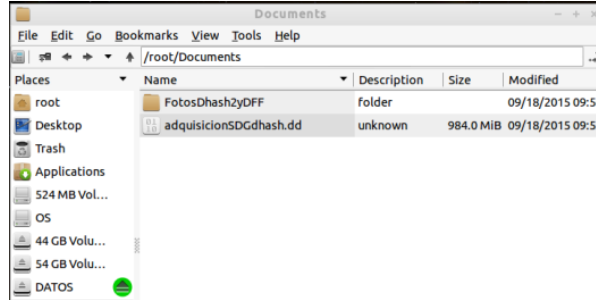 Documents
File Edit Go Bookmarks View Tools Help
/root/Documents
Places
Name Description Size Modified
root
FotosDhash2yDFF folder 09/18/2015 09:5
Desktop
adquisicionSDGdhash.dd unknown 984.0 MiB 09/18/2015 09:5
Trash
Applications
524 MB Vol...
OS
44 GB Volu...
54 GB Volu...
DATOS